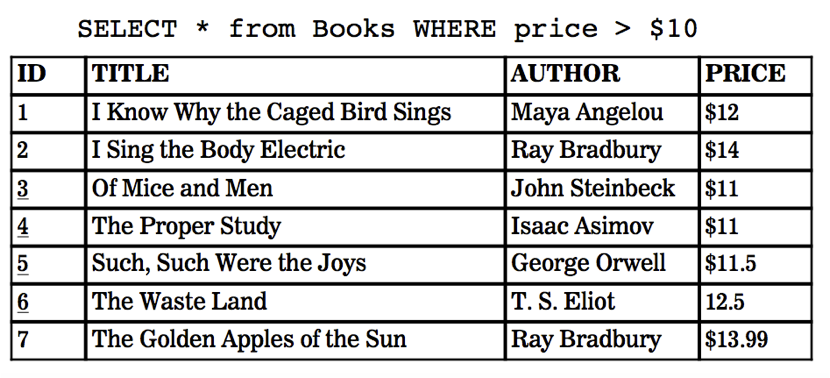 SELECT * from Books WHERE price > $10
ID TITLE AUTHOR PRICE
1 I Know Why the Caged Bird Sings Maya Angelou $12
2 I Sing the Body Electric Ray Bradbury $14
3 Of Mice and Men John Steinbeck $11
4 The Proper Study Isaac Asimov $11
5 Such, Such Were the Joys George Orwell $11.5
6 The Waste Land T. S. Eliot 12.5
7 The Golden Apples of the Sun Ray Bradbury $13.99